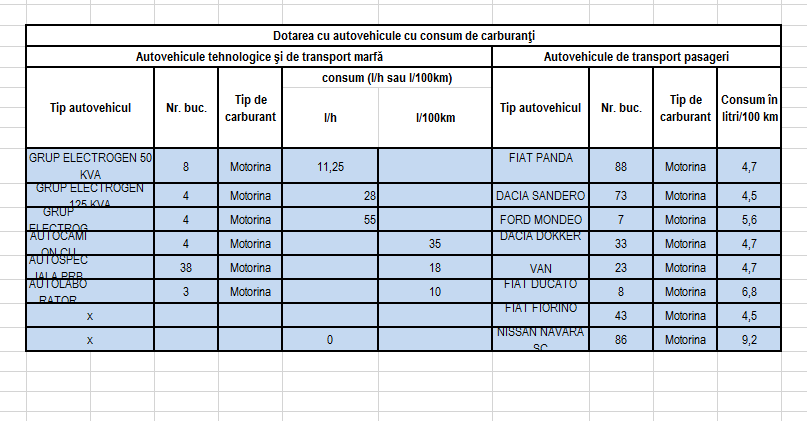 Dotarea cu autovehicule cu consum de carburanţi
Autovehicule tehnologice şi de transport marfă Autovehicule de transport pasageri
Tip autovehicul Nr. buc. Tip de carburant consum (l/h sau l/100km) l/h l/100km Tip autovehicul Nr. buc. Tip de carburant Consum în litri/100 km
GRUP ELECTROGEN 50 KVA 8 Motorina 11,25 FIAT PANDA 88 Motorina 4,7
GRUP ELECTROGEN 125 KVA 4 Motorina 28 DACIA SANDERO 73 Motorina 4,5
GRUP ELECTROG 4 Motorina 55 FORD MONDEO 7 Motorina 5,6
AUTOCAMI ON CU 4 Motorina 35 DACIA DOKKER 33 Motorina 4,7
AUTOSPEC IALA PRB 38 Motorina 18 VAN 23 Motorina 4,7
AUTOLABO RATOR 3 Motorina 10 FIAT DUCATO 8 Motorina 6,8
x FIAT FIORINO 43 Motorina 4,5
x 0 NISSAN NAVARA SC 86 Motorina 9,2